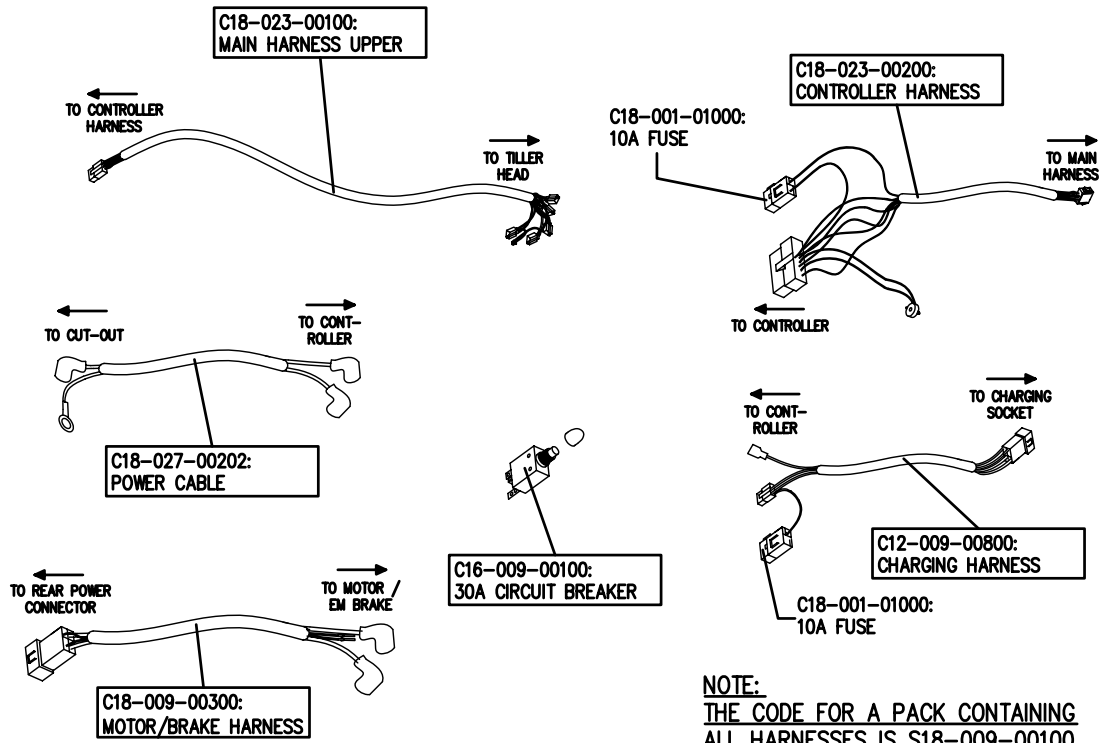 C18-023-00100:
MAIN HARNESS UPPER
TO CONTROLLER
HARNESS
TO TILLER
HEAD
C18-023-00200:
CONTROLLER HARNESS
C18-001-01000:
10A FUSE
TO MAIN
HARNESS
TO CONTROLLER
TO CUT-OUT
TO CONT-
ROLLER
C18-027-00202:
POWER CABLE
TO CONT-
ROLLER
TO CHARGING
SOCKET
C16-009-00100:
30A CIRCUIT BREAKER
C12-009-00800:
CHARGING HARNESS
C18-001-01000:
10A FUSE
TO REAR POWER
CONNECTOR
TO MOTOR /
EM BRAKE
C18-009-00300:
MOTOR/BRAKE HARNESS
NOTE:
THE CODE FOR A PACK CONTAINING
ALL HARNESSES IS S18-009-00100